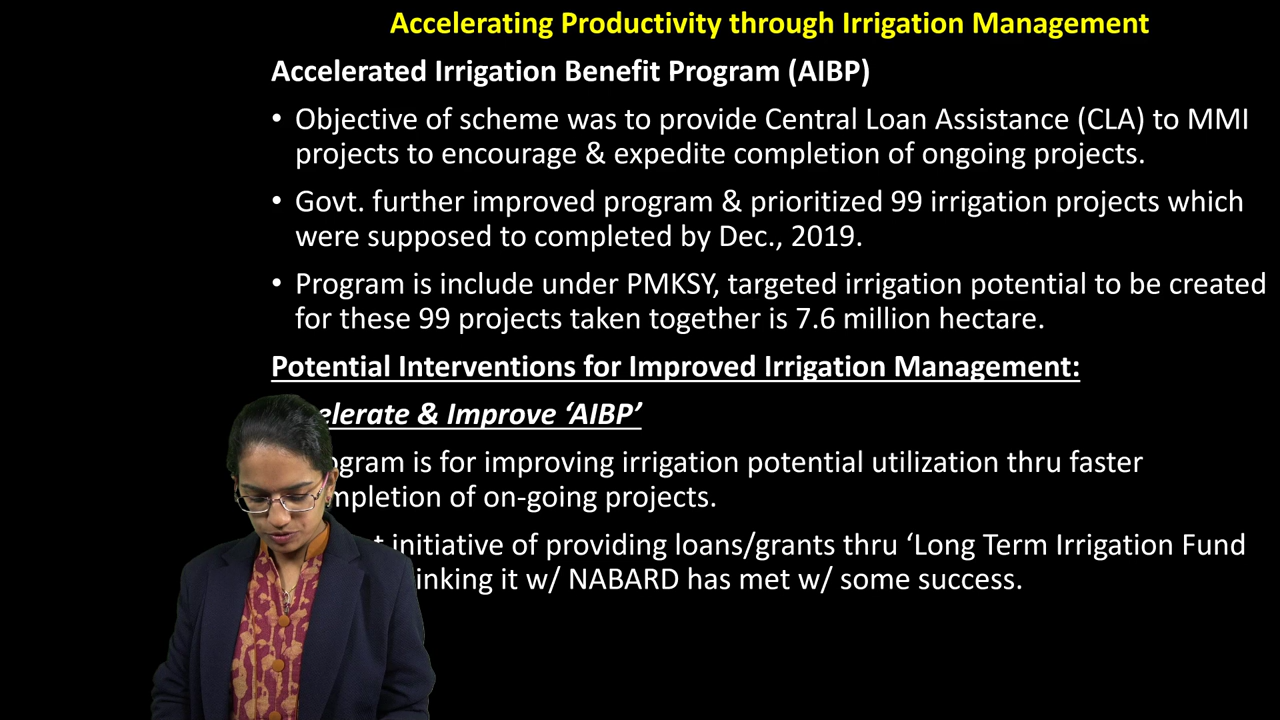 Accelerating Productivity through Irrigation Management
Accelerated Irrigation Benefit Program (AIBP)
• Objective of scheme was to provide Central Loan Assistance (CLA) to MMI
projects to encourage & expedite completion of ongoing projects.
• Govt. further improved program & prioritized 99 irrigation projects which
were supposed to completed by Dec., 2019.
• Program is include under PMKSY, targeted irrigation potential to be created
for these 99 projects taken together is 7.6 million hectare.
Potential Interventions for Improved Irrigation Management:
& Improve ‘AIBP’
is for improving irrigation potential utilization thru faster
of on-going projects.
initiative of providing loans/grants thru ‘Long Term Irrigation Fund
it w/ NABARD has met w/ some success.